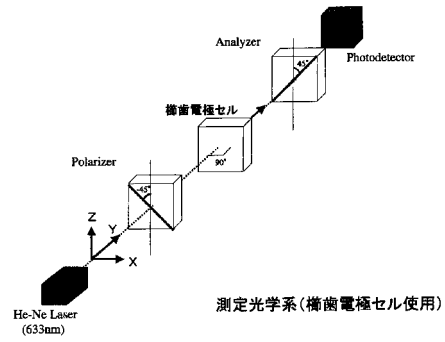 Analyzer
45°
Photodetector
櫛歯電極セル
Polarizer
90°
-45°
Z
Y
X
He-Ne Laser
(633nm)
測定光学系(櫛歯電極セル使用)